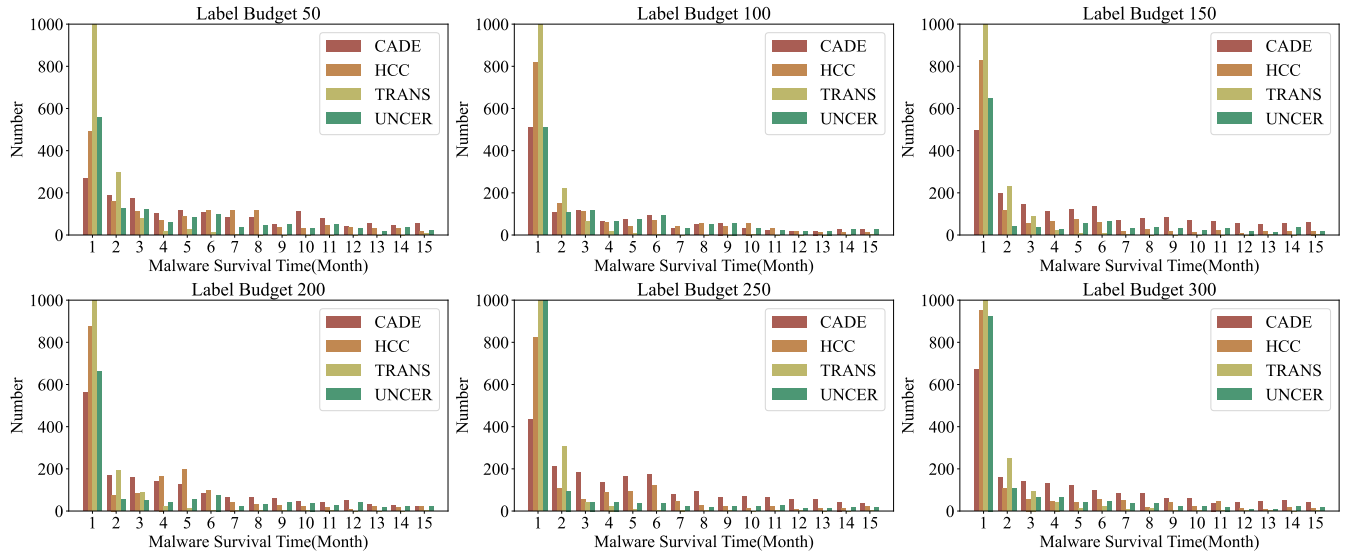 Label Budget 50
1000
800
600
400
200
0
Number
CADE
HCC
TRANS
UNCER
1 2 3 4 5 6 7 8 9 10 11 12 13 14 15
Malware Survival Time(Month)
Label Budget 100
1000
800
600
400
200
0
Number
CADE
HCC
TRANS
UNCER
1 2 3 4 5 6 7 8 9 10 11 12 13 14 15
Malware Survival Time(Month)
Label Budget 150
1000
800
600
400
200
0
Number
CADE
HCC
TRANS
UNCER
1 2 3 4 5 6 7 8 9 10 11 12 13 14 15
Malware Survival Time(Month)
Label Budget 200
1000
800
600
400
200
0
Number
CADE
HCC
TRANS
UNCER
1 2 3 4 5 6 7 8 9 10 11 12 13 14 15
Malware Survival Time(Month)
Label Budget 250
1000
800
600
400
200
0
Number
CADE
HCC
TRANS
UNCER
1 2 3 4 5 6 7 8 9 10 11 12 13 14 15
Malware Survival Time(Month)
Label Budget 300
1000
800
600
400
200
0
Number
CADE
HCC
TRANS
UNCER
1 2 3 4 5 6 7 8 9 10 11 12 13 14 15
Malware Survival Time(Month)